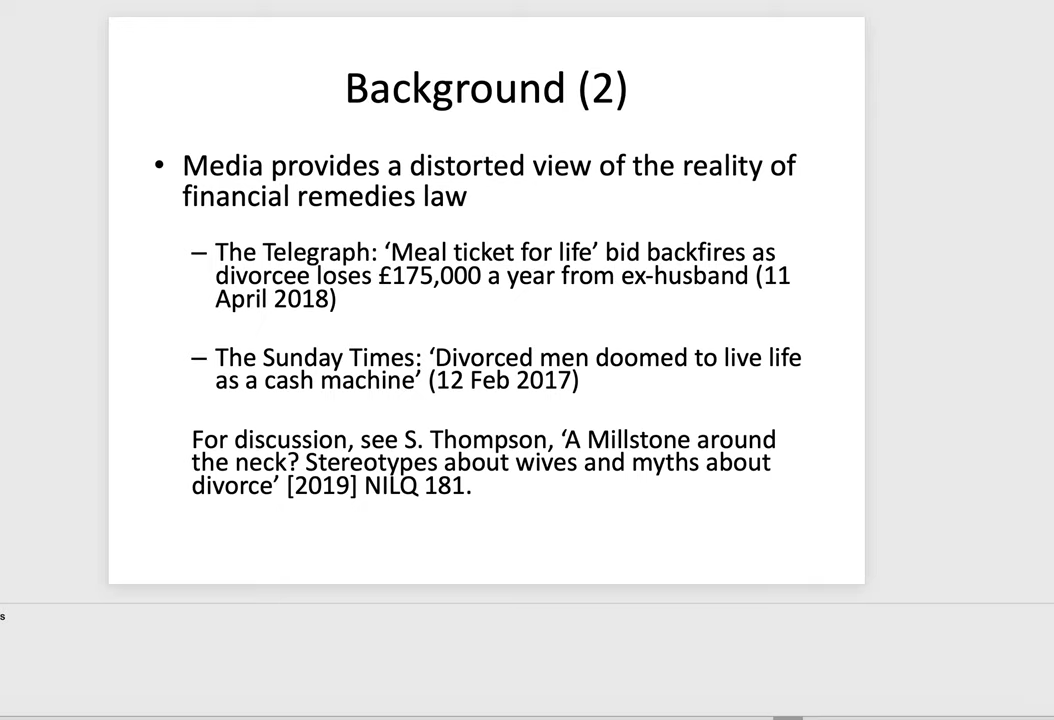 Background (2)
• Media provides a distorted view of the reality of
financial remedies law
– The Telegraph: ‘Meal ticket for life’ bid backfires as
divorcee loses £175,000 a year from ex-husband (11
April 2018)
– The Sunday Times: ‘Divorced men doomed to live life
as a cash machine’ (12 Feb 2017)
For discussion, see S. Thompson, ‘A Millstone around
the neck? Stereotypes about wives and myths about
divorce’ [2019] NILQ 181.
s